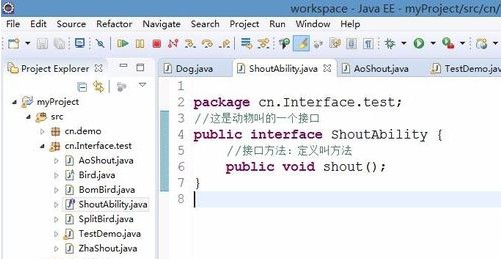 workspace - Java EE - myProject/src/cn/
File Edit Source Refactor Navigate Search Project Run Window Help
Project Explorer
myProject
src
cn.demo
cn.Interface.test
AoShout.java
Bird.java
BomBird.java
ShoutAbility.java
SplitBird.java
TestDemo.java
ZhaShout.java
Dog.java ShoutAbility.java AoShout.java TestDemo.java
1
2 package cn.Interface.test;
3 //这是动物叫的一个接口
4 public interface ShoutAbility {
5 //接口方法：定义叫方法
6 public void shout();
7 }
8